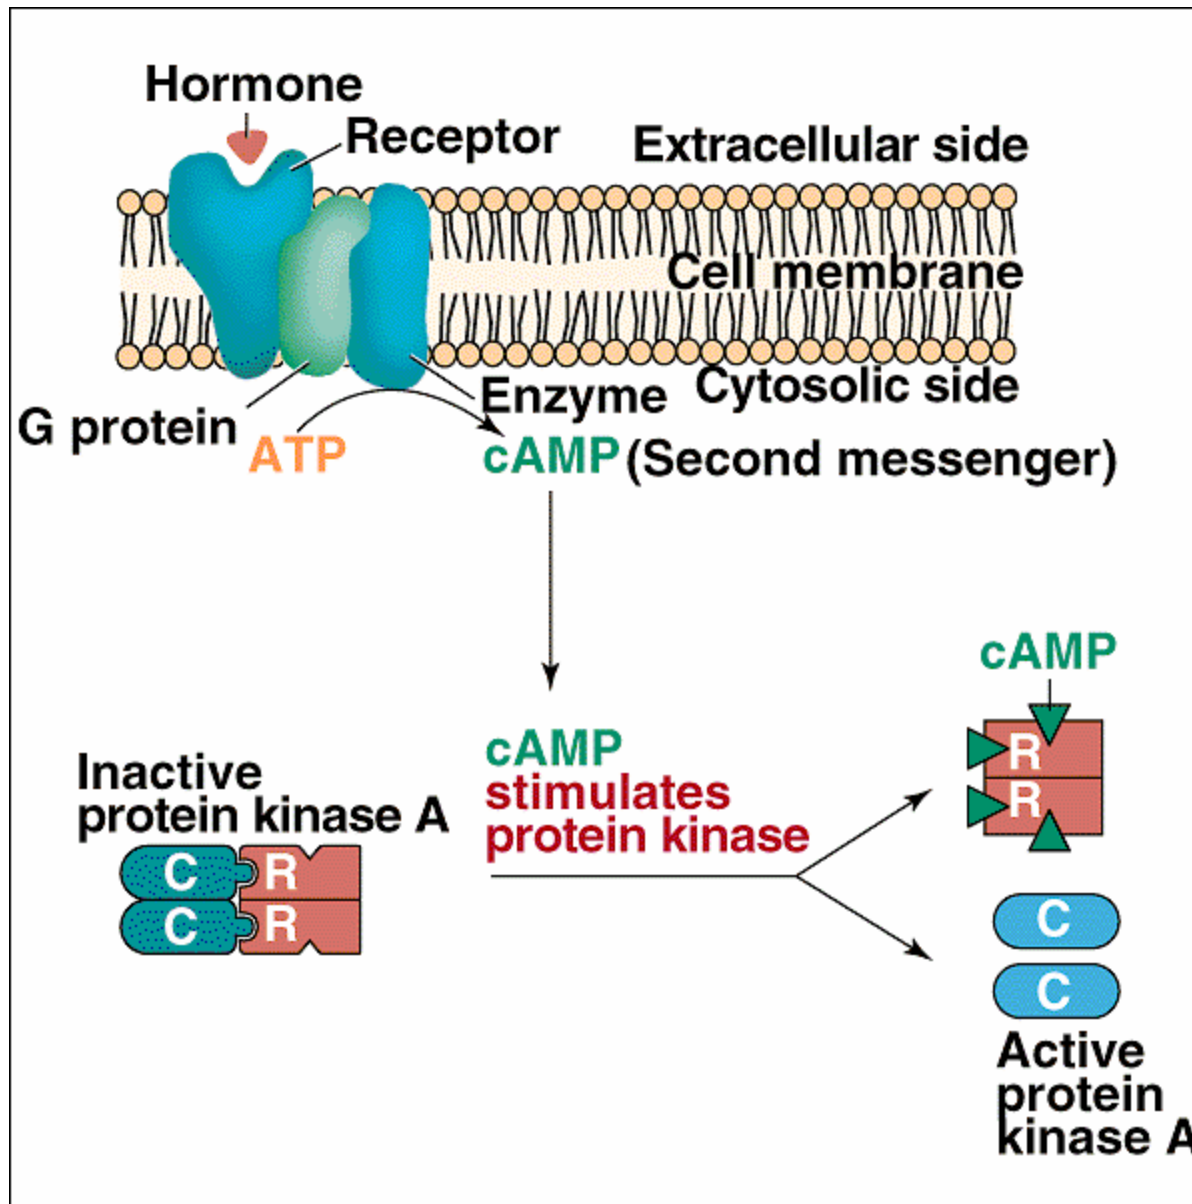 Hormone
Receptor
Extracellular side
Cell membrane
Cytosolic side
Enzyme
G protein
ATP
cAMP (Second messenger)
cAMP
Inactive
protein kinase A
cAMP
stimulates
protein kinase
R
R
C R
C R
C
C
Active
protein
kinase A